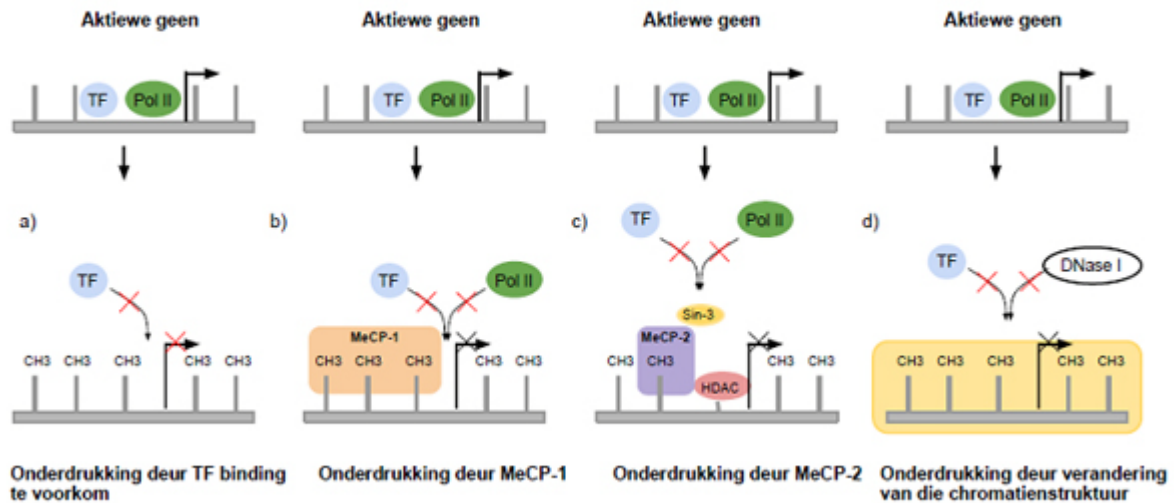 Aktiewe geen
Aktiewe geen
Aktiewe geen
Aktiewe geen
TF Pol II
TF Pol II
TF Pol II
TF Pol II
a)
TF
CH3 CH3 CH3 CH3 CH3
Onderdrukking deur TF binding
te voorkom
b)
TF Pol II
MeCP-1
CH3 CH3 CH3 CH3 CH3
Onderdrukking deur MeCP-1
c)
TF Pol II
Sin-3
MeCP-2
CH3 CH3 CH3 CH3
HDAC
Onderdrukking deur MeCP-2
d)
TF DNase I
CH3 CH3 CH3 CH3 CH3
Onderdrukking deur verandering
van die chromatienstruktuur